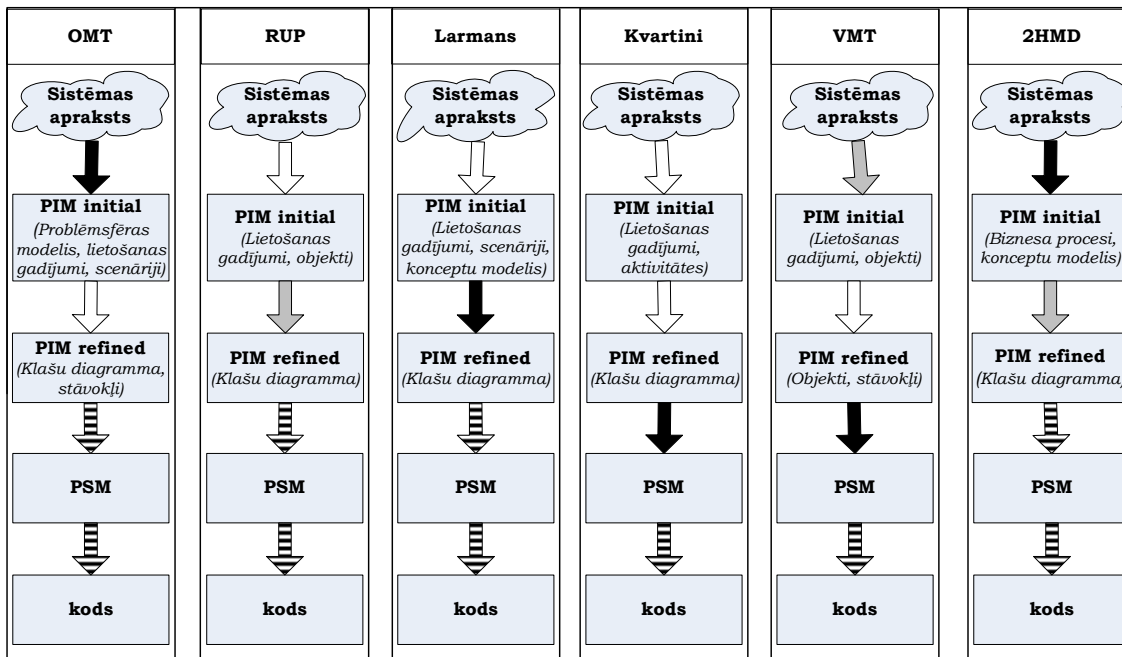 OMT
Sistēmas
apraksts
PIM initial
(Problēmsfēras
modelis, lietošanas
gadījumi, scenāriji)
PIM refined
(Klašu diagramma,
stāvokļi)
PSM
kods
RUP
Sistēmas
apraksts
PIM initial
(Lietošanas
gadījumi, objekti)
PIM refined
(Klašu diagramma)
PSM
kods
Larmans
Sistēmas
apraksts
PIM initial
(Lietošanas
gadījumi, scenāriji,
konceptu modelis)
PIM refined
(Klašu diagramma)
PSM
kods
Kvartini
Sistēmas
apraksts
PIM initial
(Lietošanas
gadījumi,
aktivitātes)
PIM refined
(Klašu diagramma)
PSM
kods
VMT
Sistēmas
apraksts
PIM initial
(Lietošanas
gadījumi, objekti)
PIM refined
(Objekti, stāvokļi)
PSM
kods
2HMD
Sistēmas
apraksts
PIM initial
(Biznesa procesi,
konceptu modelis)
PIM refined
(Klašu diagramma)
PSM
kods